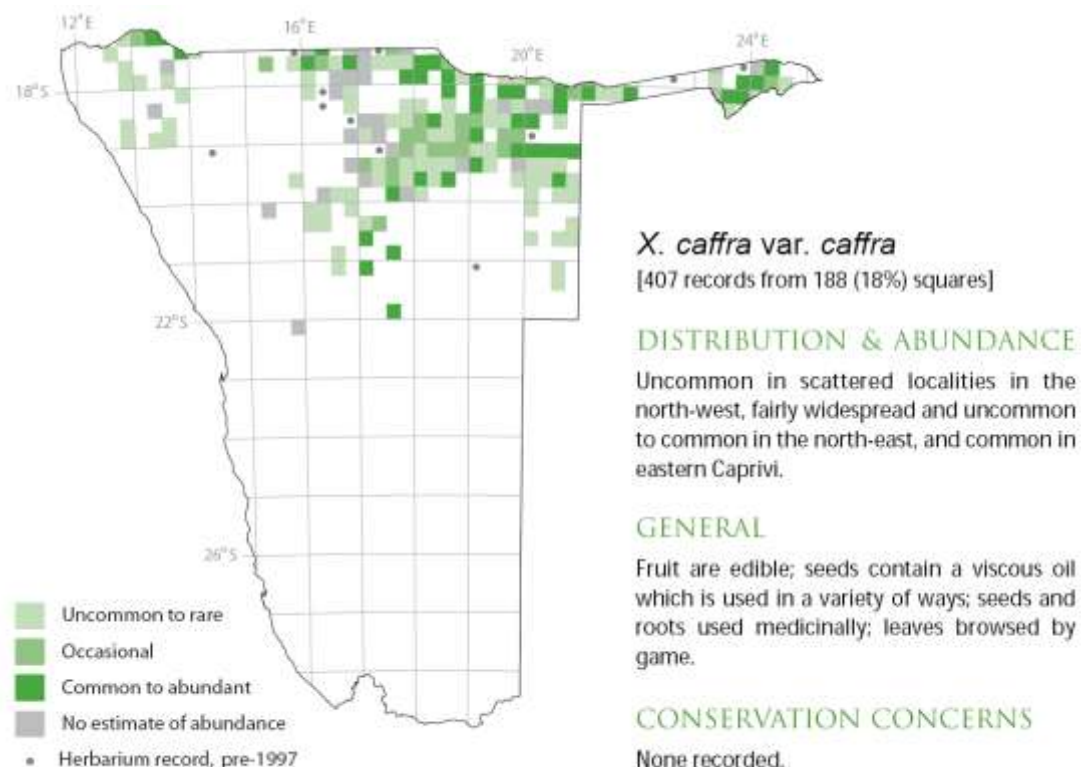 12°E
16°E
20°E
24°E
18°S
22°S
26°S
X. caffra var. caffra
[407 records from 188 (18%) squares]
DISTRIBUTION & ABUNDANCE
Uncommon in scattered localities in the
north-west, fairly widespread and uncommon
to common in the north-east, and common in
eastern Caprivi.
GENERAL
Fruit are edible; seeds contain a viscous oil
which is used in a variety of ways; seeds and
roots used medicinally; leaves browsed by
game.
CONSERVATION CONCERNS
None recorded.
Uncommon to rare
Occasional
Common to abundant
No estimate of abundance
Herbarium record, pre-1997